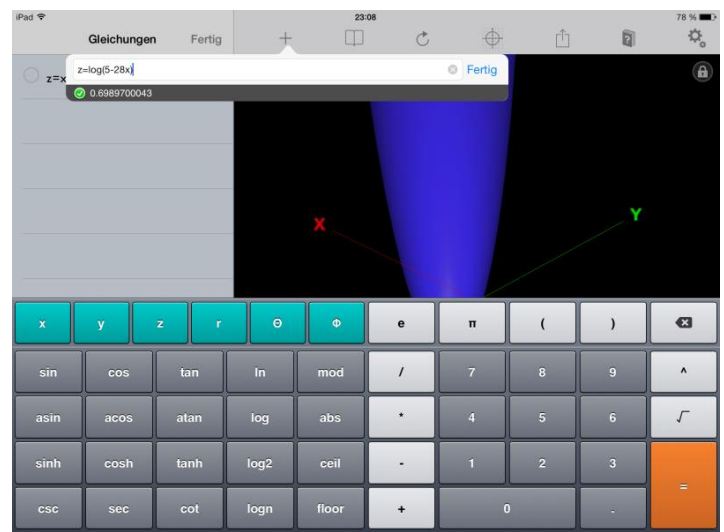 iPad 23:08 78 %
Gleichungen Fertig
z=x
z=log(5-28x) Fertig
0.6989700043
X Y
x y z r Θ Φ e π ( )
sin cos tan ln mod / 7 8 9 ^
asin acos atan log abs * 4 5 6 √
sinh cosh tanh log2 ceil - 1 2 3 =
csc sec cot logn floor + 0 .